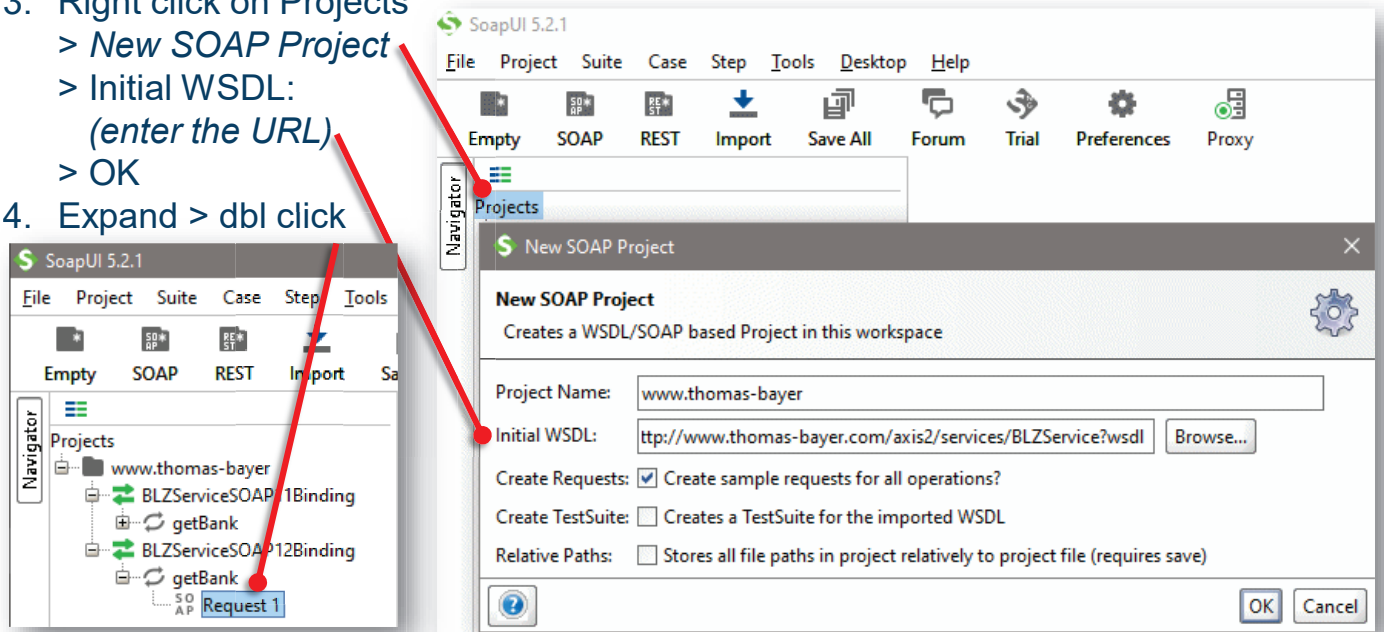 3. Right click on Projects
> New SOAP Project
> Initial WSDL:
(enter the URL)
> OK
4. Expand > dbl click
SoapUI 5.2.1
File Project Suite Case Step Tools
Empty SOAP REST Import Sa
Navigator
Projects
www.thomas-bayer
BLZServiceSOAP11Binding
getBank
BLZServiceSOAP12Binding
getBank
SOAP Request 1
SoapUI 5.2.1
File Project Suite Case Step Tools Desktop Help
Empty SOAP REST Import Save All Forum Trial Preferences Proxy
Navigator
Projects
New SOAP Project
New SOAP Project
Creates a WSDL/SOAP based Project in this workspace
Project Name: www.thomas-bayer
Initial WSDL: ttp://www.thomas-bayer.com/axis2/services/BLZService?wsdl Browse...
Create Requests: Create sample requests for all operations?
Create TestSuite: Creates a TestSuite for the imported WSDL
Relative Paths: Stores all file paths in project relatively to project file (requires save)
OK Cancel